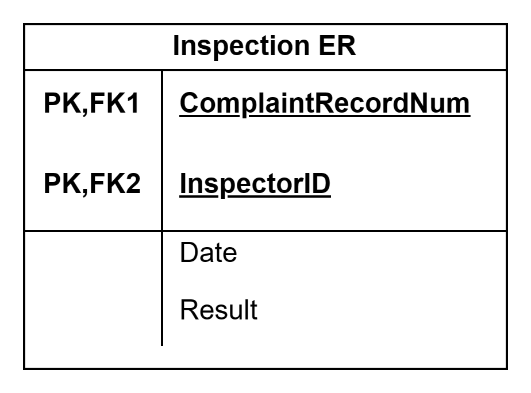 Inspection ER
PK,FK1 ComplaintRecordNum
PK,FK2 InspectorID
Date
Result